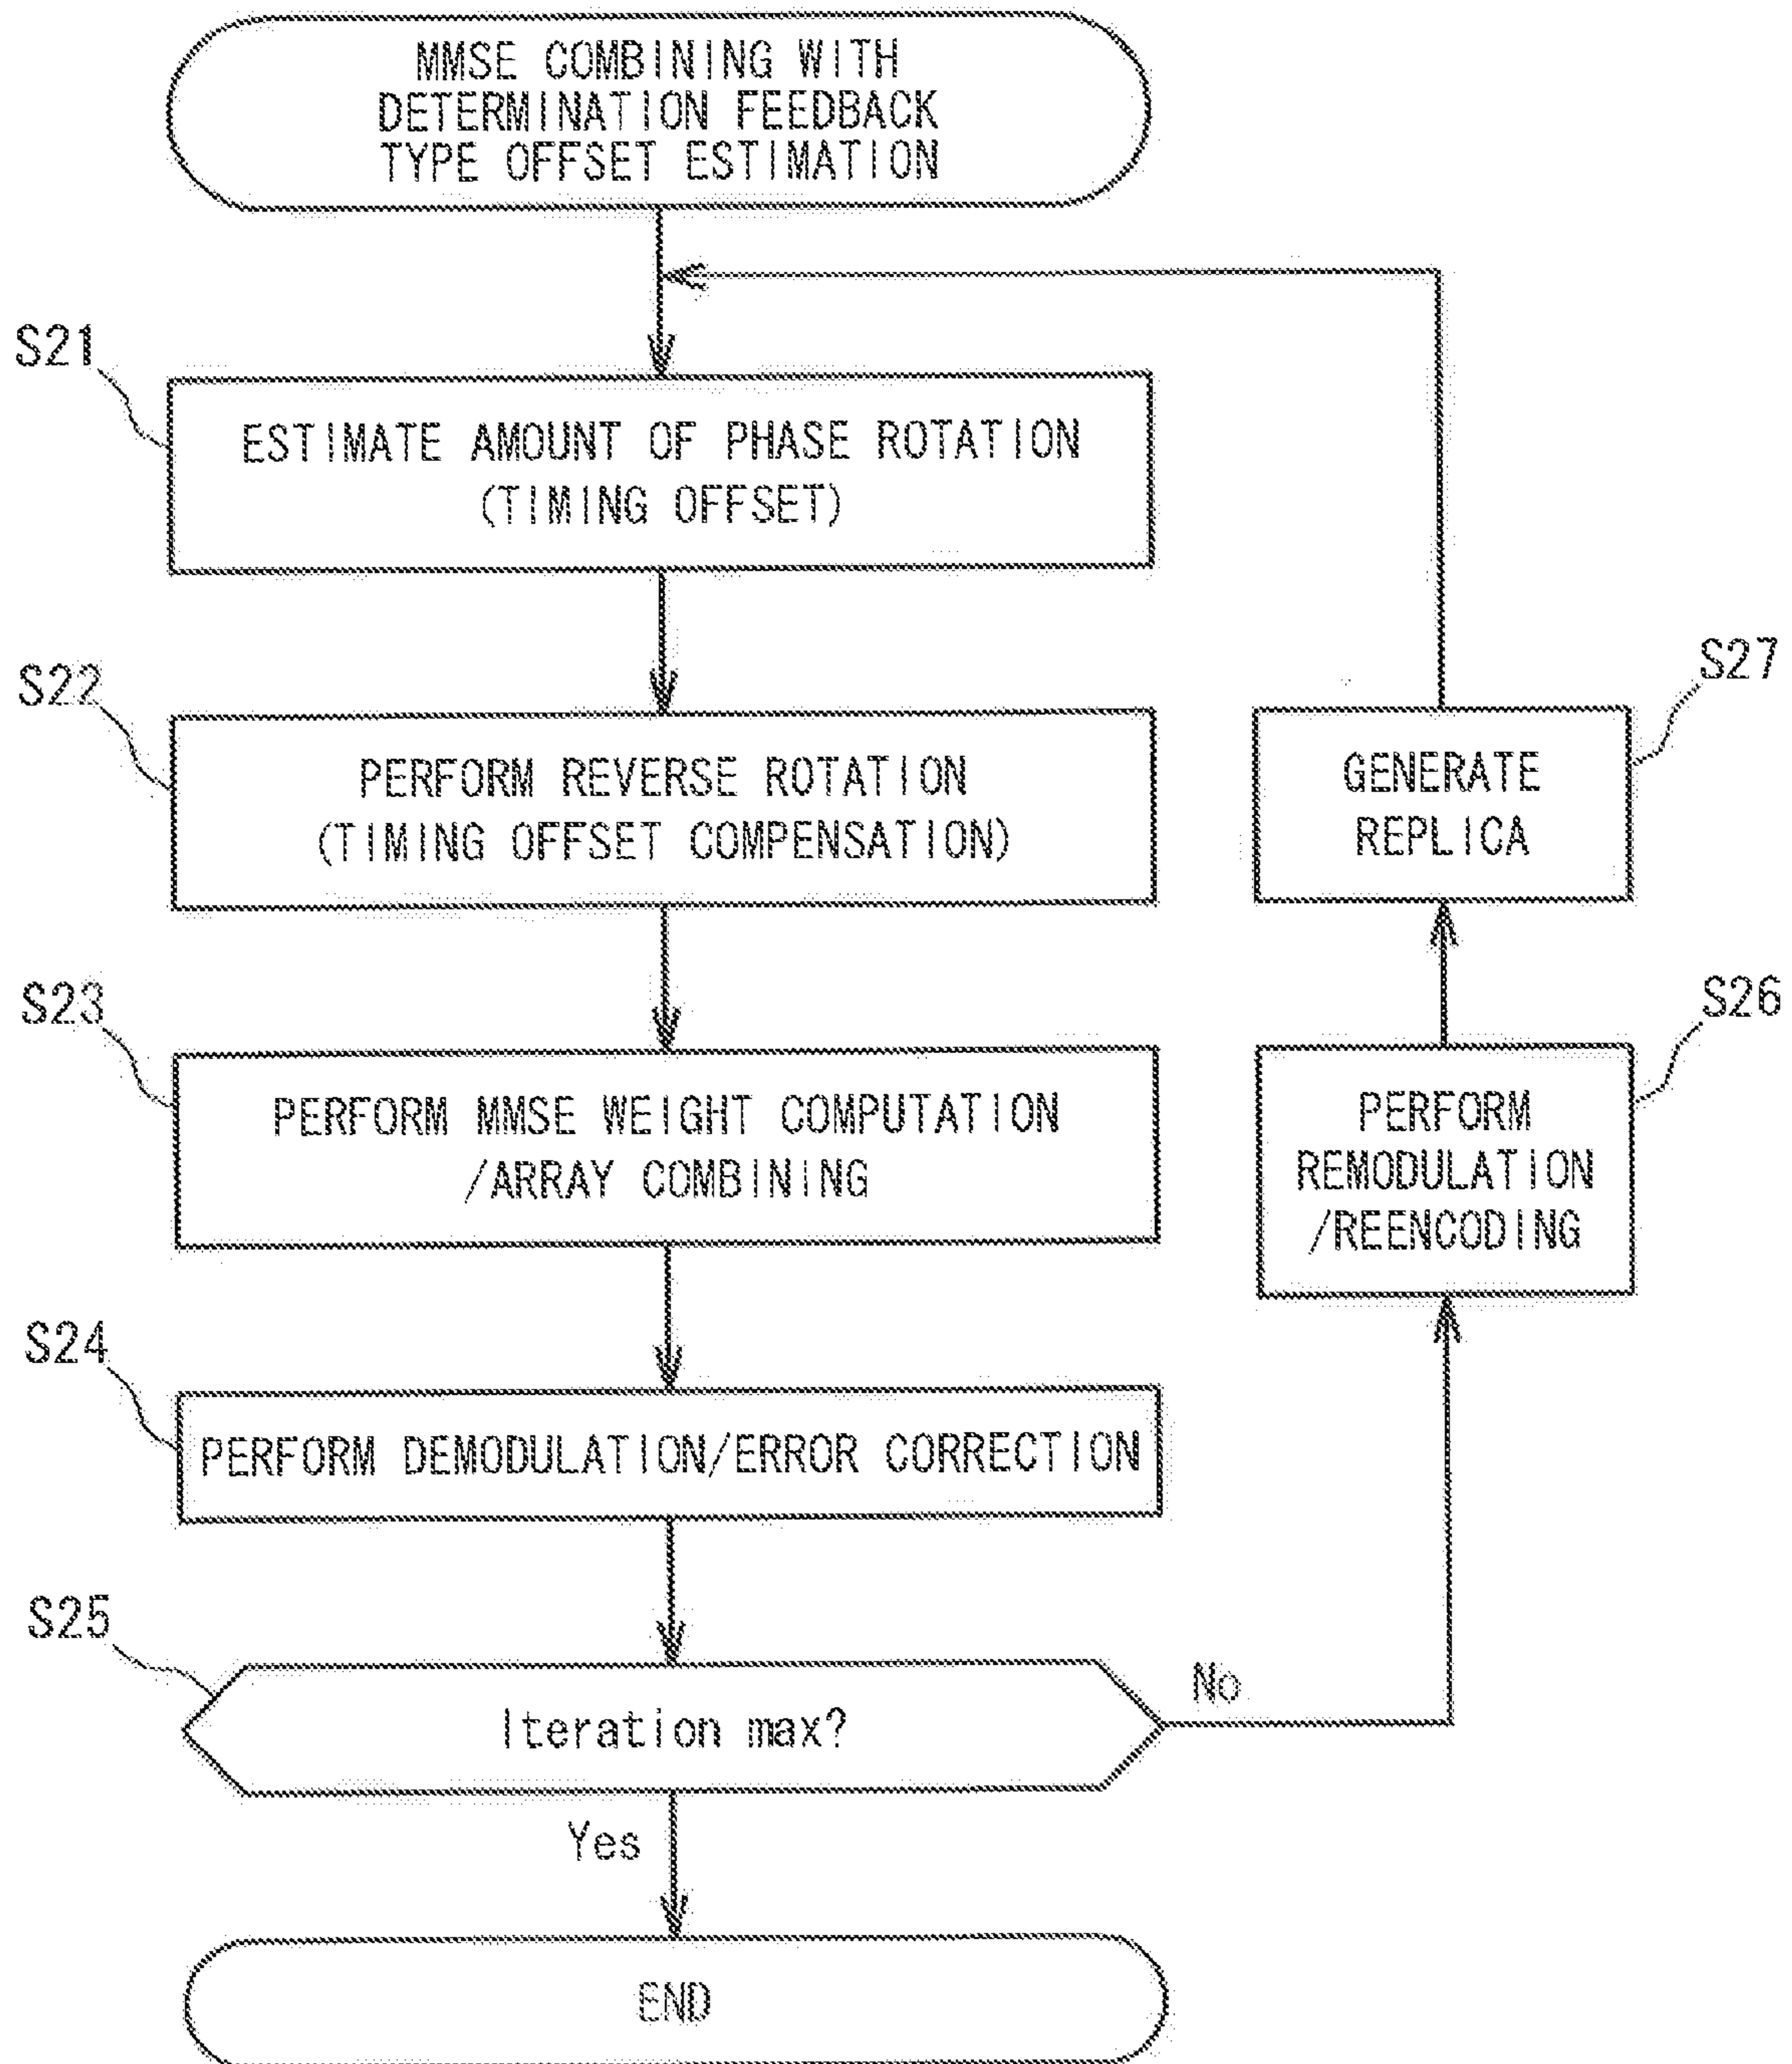 MMSE COMBINING WITH
DETERMINATION FEEDBACK
TYPE OFFSET ESTIMATION
S21
ESTIMATE AMOUNT OF PHASE ROTATION
(TIMING OFFSET)
S22
PERFORM REVERSE ROTATION
(TIMING OFFSET COMPENSATION)
S27
GENERATE
REPLICA
S23
PERFORM MMSE WEIGHT COMPUTATION
/ARRAY COMBINING
S26
PERFORM
REMODULATION
/REENCODING
S24
PERFORM DEMODULATION/ERROR CORRECTION
S25
Iteration max?
No
Yes
END